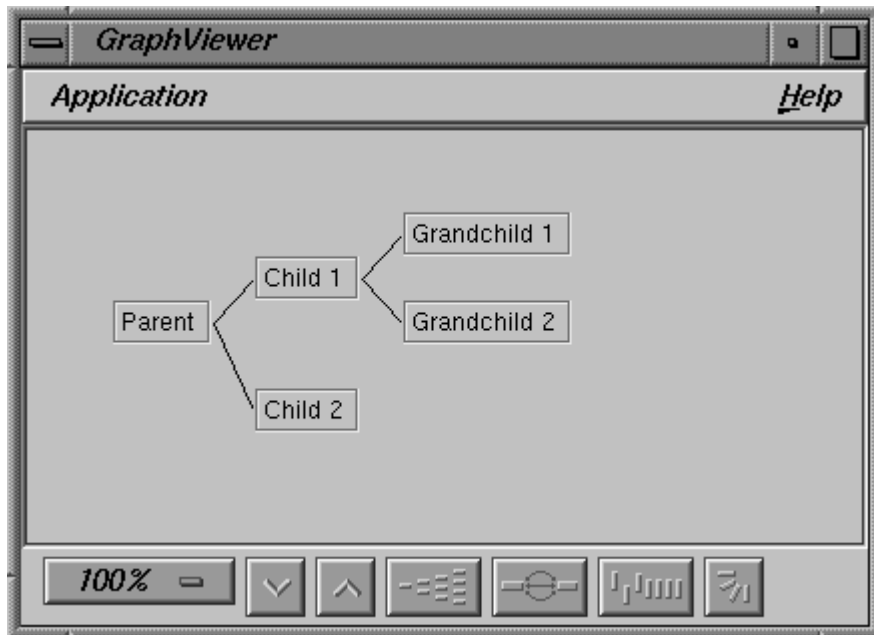 GraphViewer
Application Help
Grandchild 1
Child 1
Parent
Grandchild 2
Child 2
100%